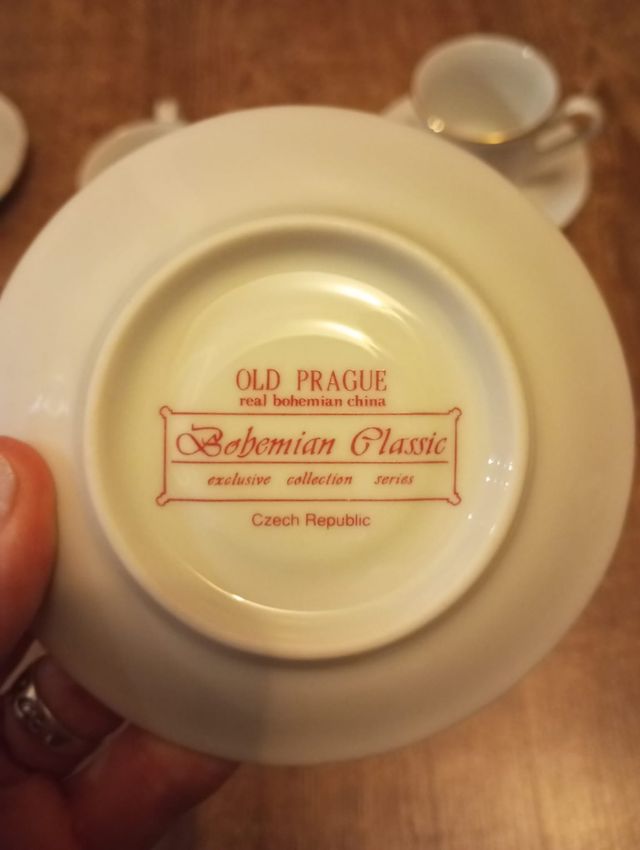 OLD PRAGUE
real bohemian china
Bohemian Classic
exclusive collection series
Czech Republic